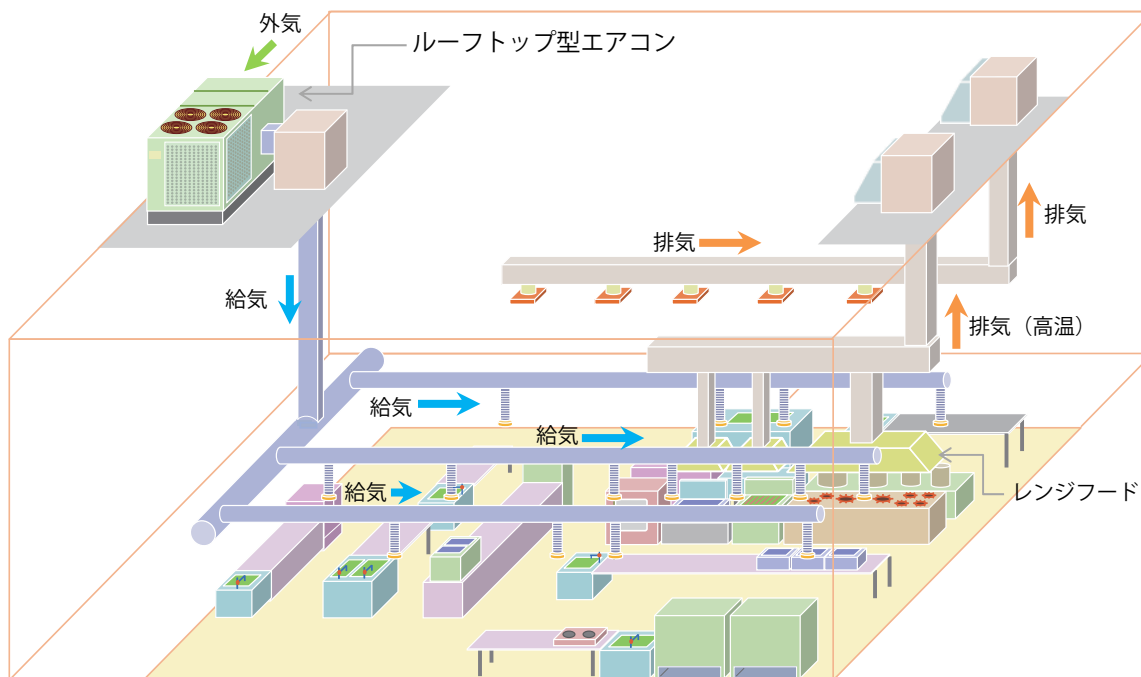 外気
ルーフトップ型エアコン
排気
排気
給気
排気（高温）
給気
給気
給気
レンジフード